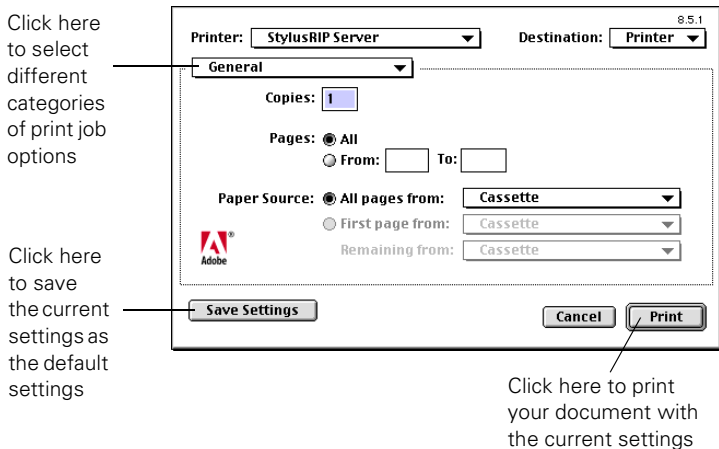 Click here
to select
different
categories
of print job
options
8.5.1
Printer: StylusRIP Server Destination: Printer
General
Copies: 1
Pages: All
From: To:
Paper Source: All pages from: Cassette
First page from: Cassette
Remaining from: Cassette
Adobe®
Click here
to save
the current
settings as
the default
settings
Save Settings Cancel Print
Click here to print
your document with
the current settings